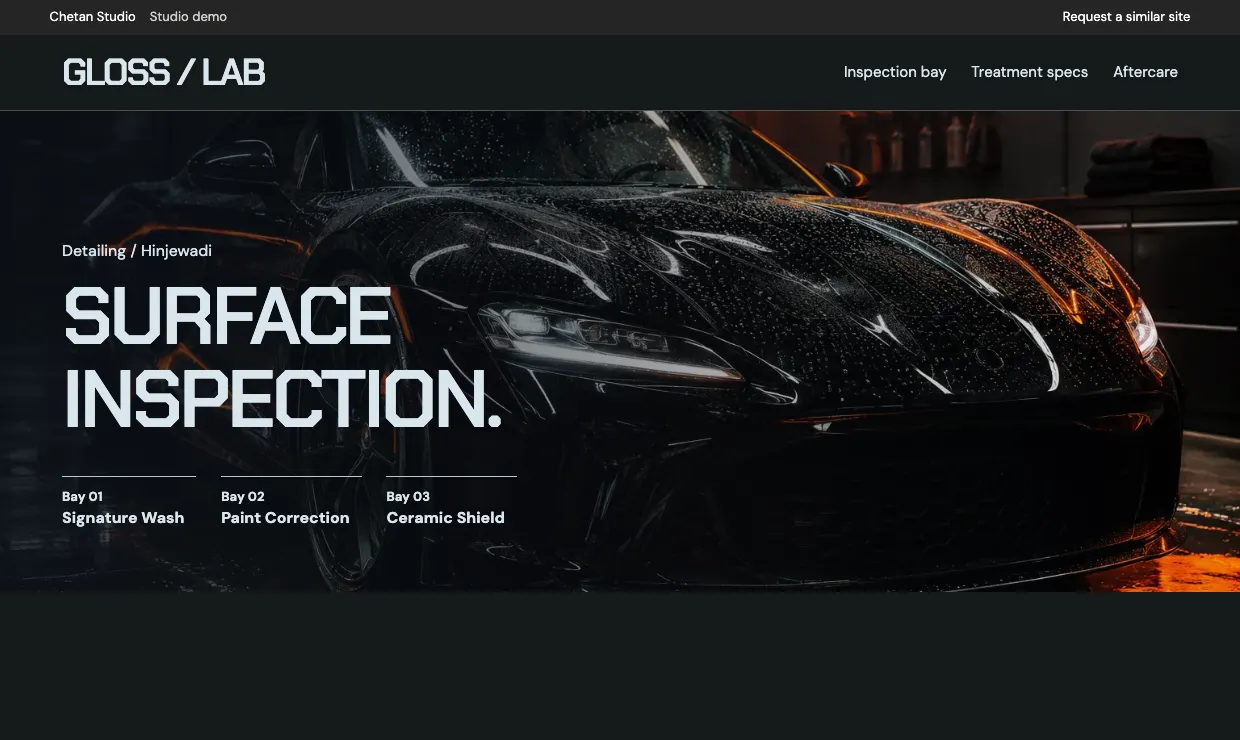 Chetan Studio Studio demo Request a similar site
GLOSS / LAB Inspection bay Treatment specs Aftercare
Detailing / Hinjewadi
SURFACE
INSPECTION.
Bay 01 Bay 02 Bay 03
Signature Wash Paint Correction Ceramic Shield